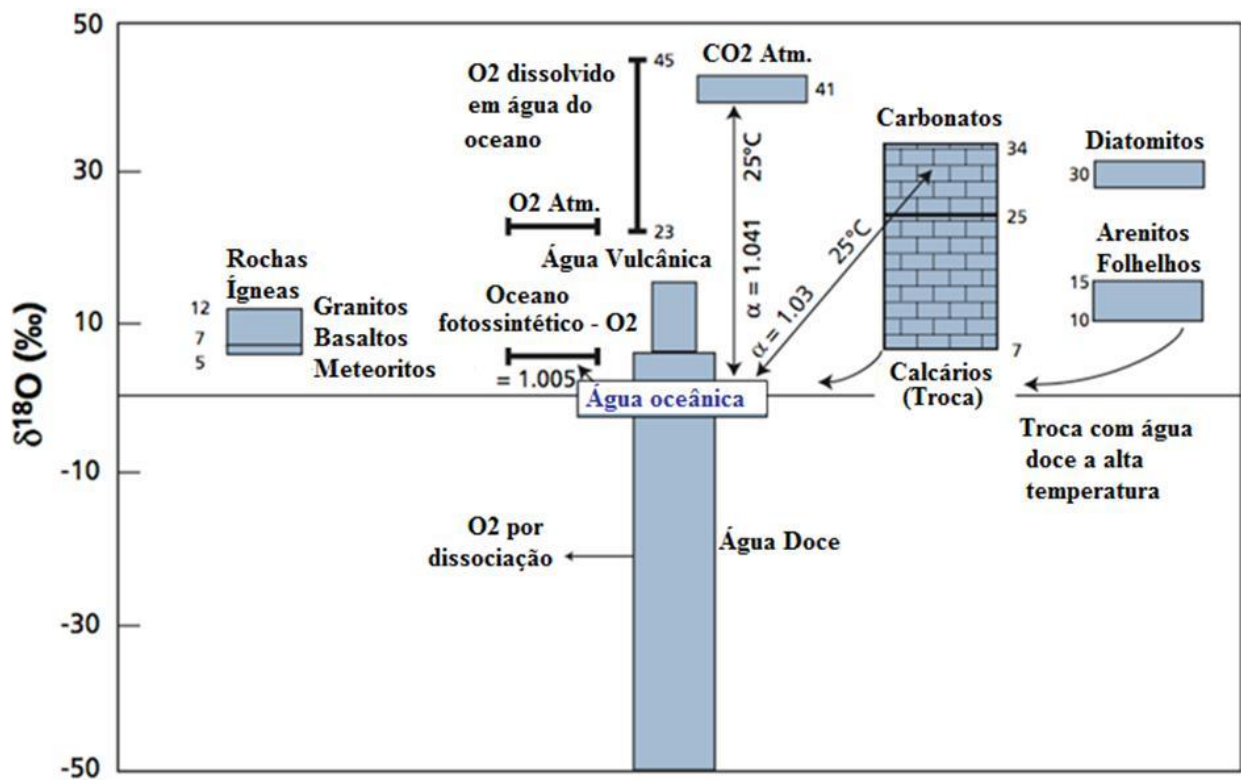 50
30
10
-10
-30
-50
δ18O (‰)
O2 dissolvido
em água do
oceano
45
23
CO2 Atm.
41
25°C
α = 1.041
O2 Atm.
Água Vulcânica
Oceano
fotossintético - O2
= 1.005
Água oceânica
Rochas
Ígneas
12
7
5
Granitos
Basaltos
Meteoritos
25°C
α = 1.03
Carbonatos
34
25
7
Calcários
(Troca)
Diatomitos
30
Arenitos
Folhelhos
15
10
Troca com água
doce a alta
temperatura
O2 por
dissociação
Água Doce